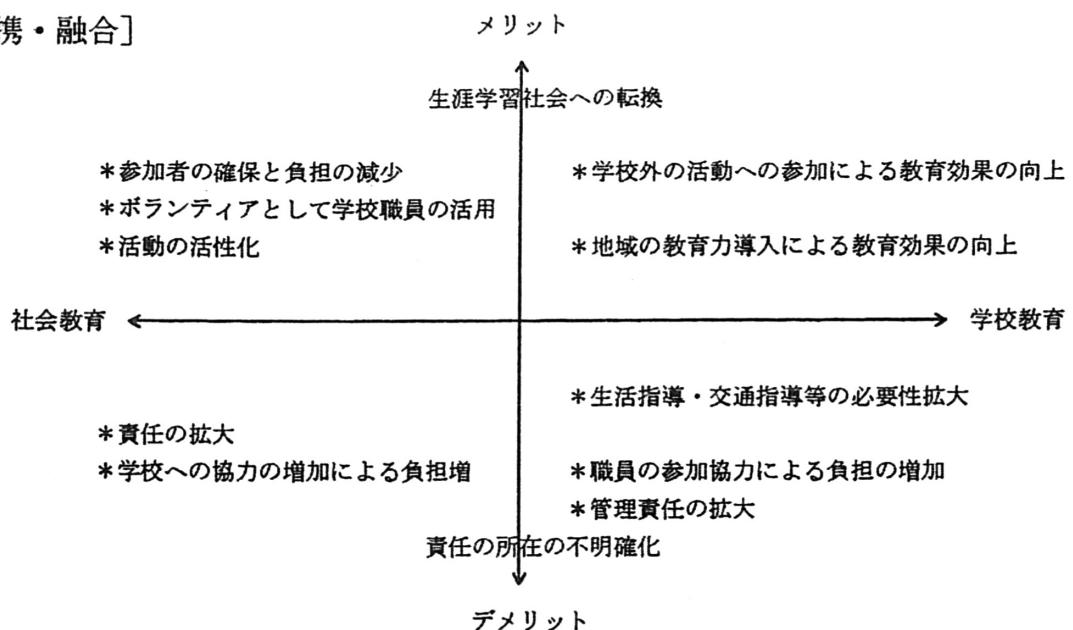 携・融合]
メリット
生涯学習社会への転換
＊参加者の確保と負担の減少
＊ボランティアとして学校職員の活用
＊活動の活性化
＊学校外の活動への参加による教育効果の向上
＊地域の教育力導入による教育効果の向上
社会教育
学校教育
＊責任の拡大
＊学校への協力の増加による負担増
＊生活指導・交通指導等の必要性拡大
＊職員の参加協力による負担の増加
＊管理責任の拡大
責任の所在の不明確化
デメリット